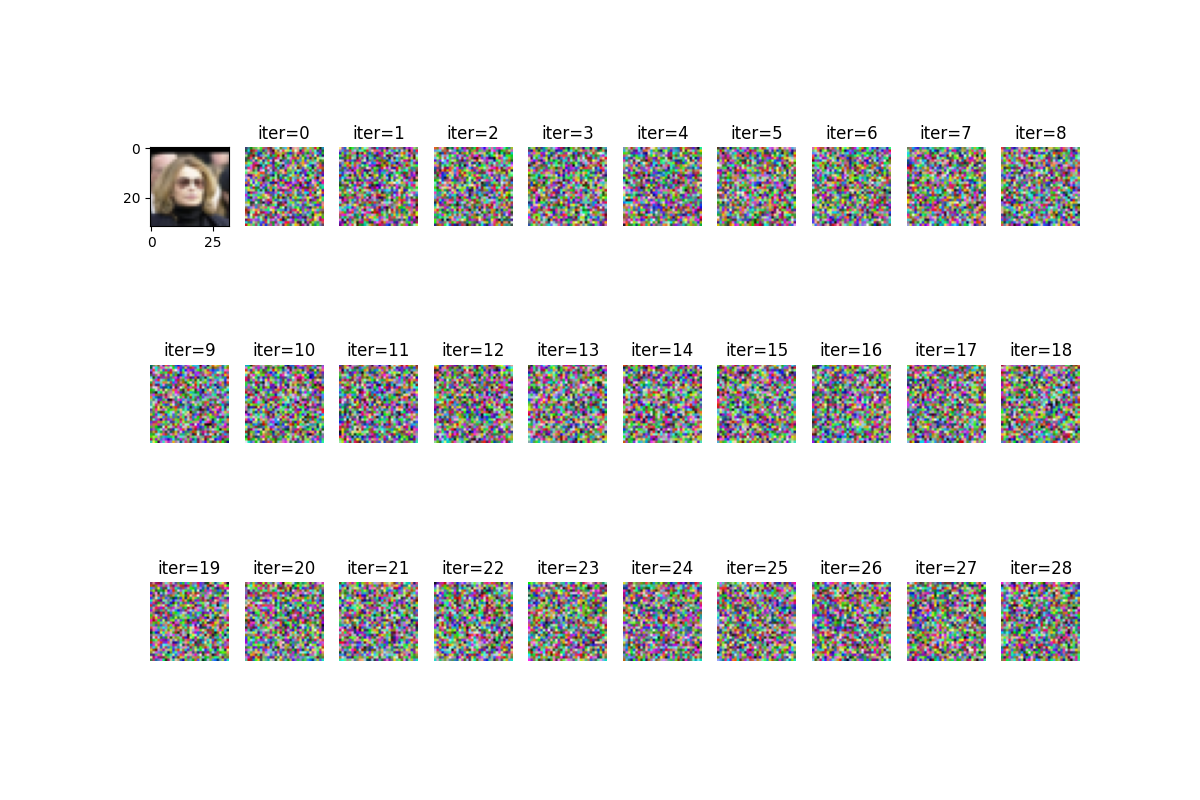 iter=0 iter=1 iter=2 iter=3 iter=4 iter=5 iter=6 iter=7 iter=8
0
20
0 25
iter=9 iter=10 iter=11 iter=12 iter=13 iter=14 iter=15 iter=16 iter=17 iter=18
iter=19 iter=20 iter=21 iter=22 iter=23 iter=24 iter=25 iter=26 iter=27 iter=28